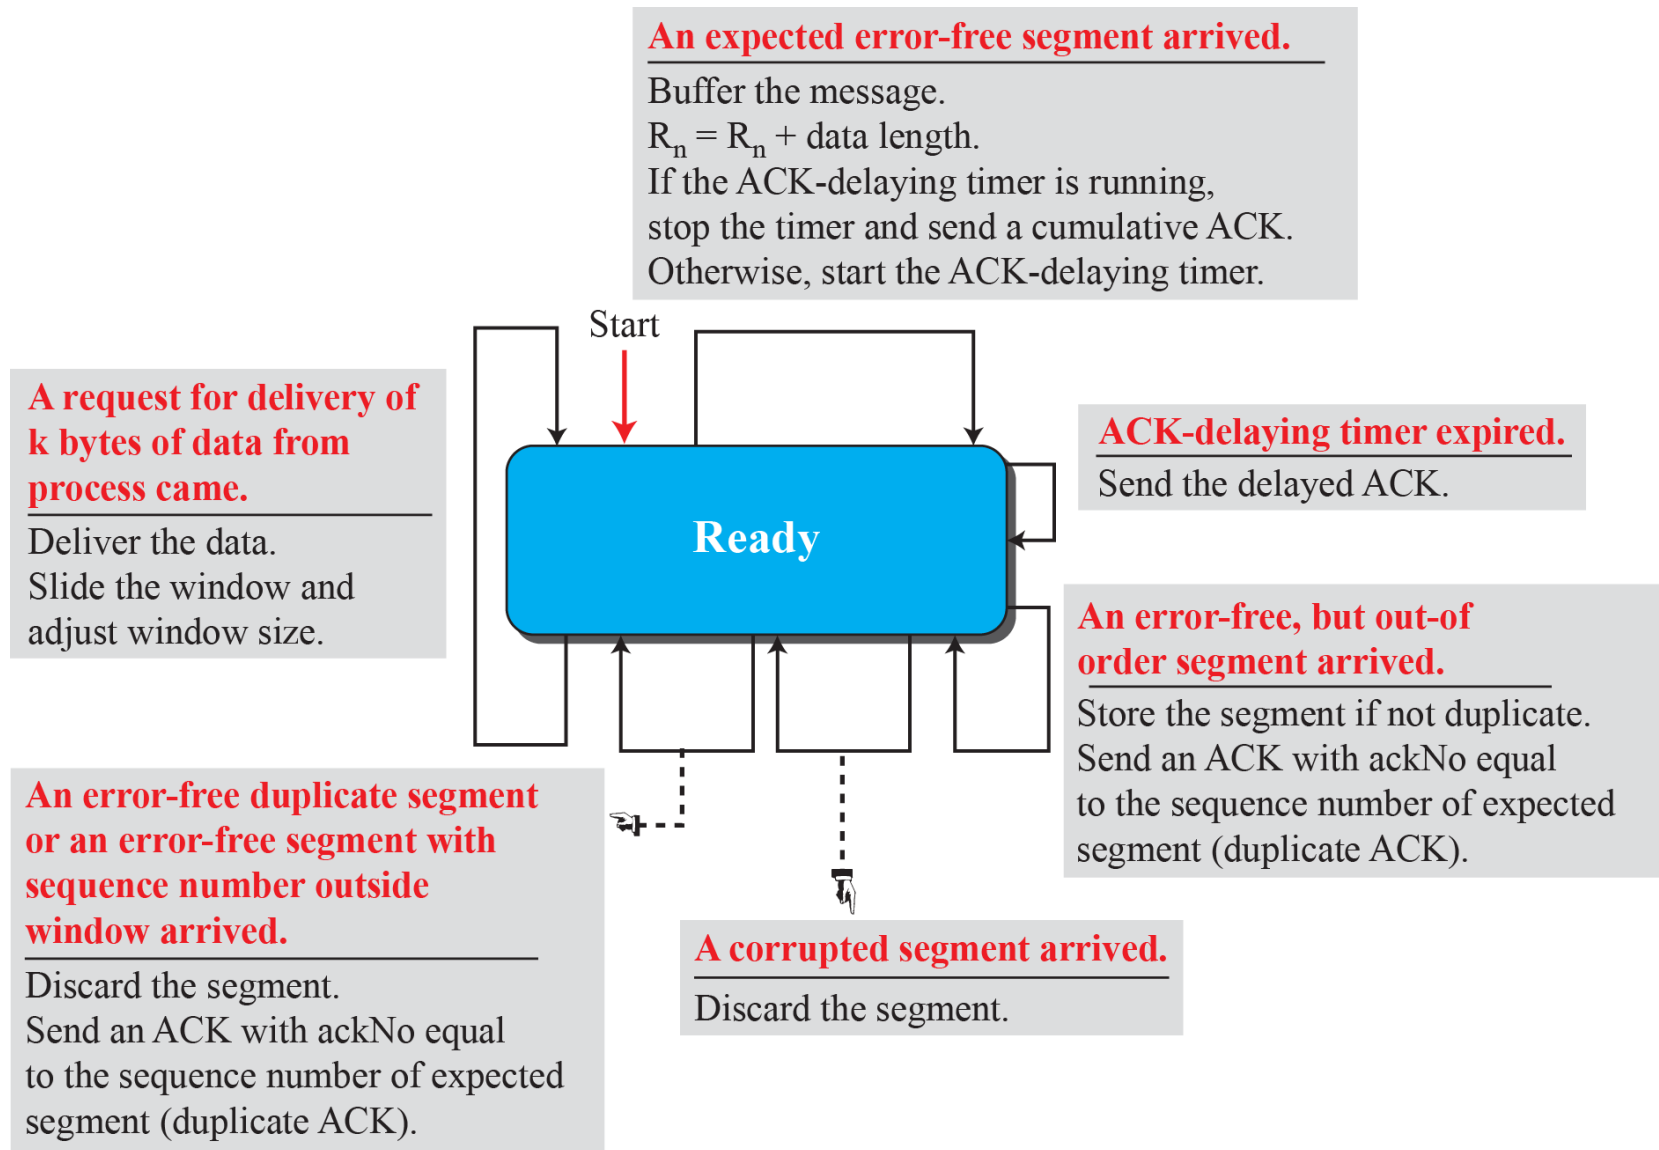 An expected error-free segment arrived.
Buffer the message.
Rn = Rn + data length.
If the ACK-delaying timer is running,
stop the timer and send a cumulative ACK.
Otherwise, start the ACK-delaying timer.
Start
A request for delivery of
k bytes of data from
process came.
Deliver the data.
Slide the window and
adjust window size.
Ready
ACK-delaying timer expired.
Send the delayed ACK.
An error-free, but out-of
order segment arrived.
Store the segment if not duplicate.
Send an ACK with ackNo equal
to the sequence number of expected
segment (duplicate ACK).
An error-free duplicate segment
or an error-free segment with
sequence number outside
window arrived.
Discard the segment.
Send an ACK with ackNo equal
to the sequence number of expected
segment (duplicate ACK).
A corrupted segment arrived.
Discard the segment.